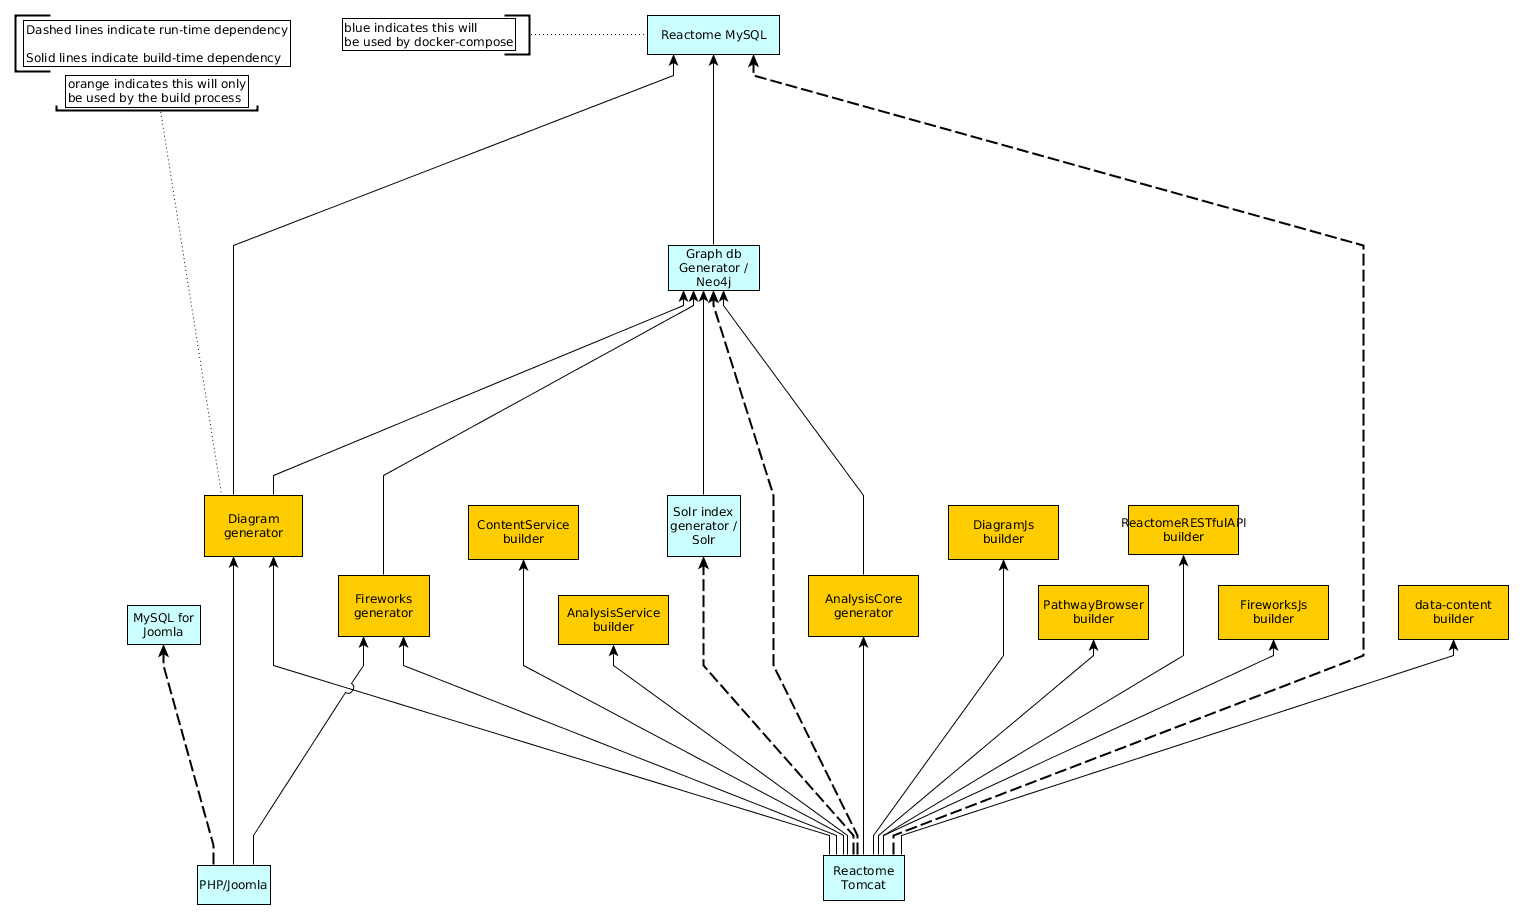 Dashed lines indicate run-time dependency
Solid lines indicate build-time dependency
orange indicates this will only
be used by the build process
blue indicates this will
be used by docker-compose
Reactome MySQL
Graph db
Generator /
Neo4j
Diagram
generator
ContentService
builder
Solr index
generator /
Solr
DiagramJs
builder
ReactomeRESTfulAPI
builder
MySQL for
Joomla
Fireworks
generator
AnalysisService
builder
AnalysisCore
generator
PathwayBrowser
builder
FireworksJs
builder
data-content
builder
PHP/Joomla
Reactome
Tomcat